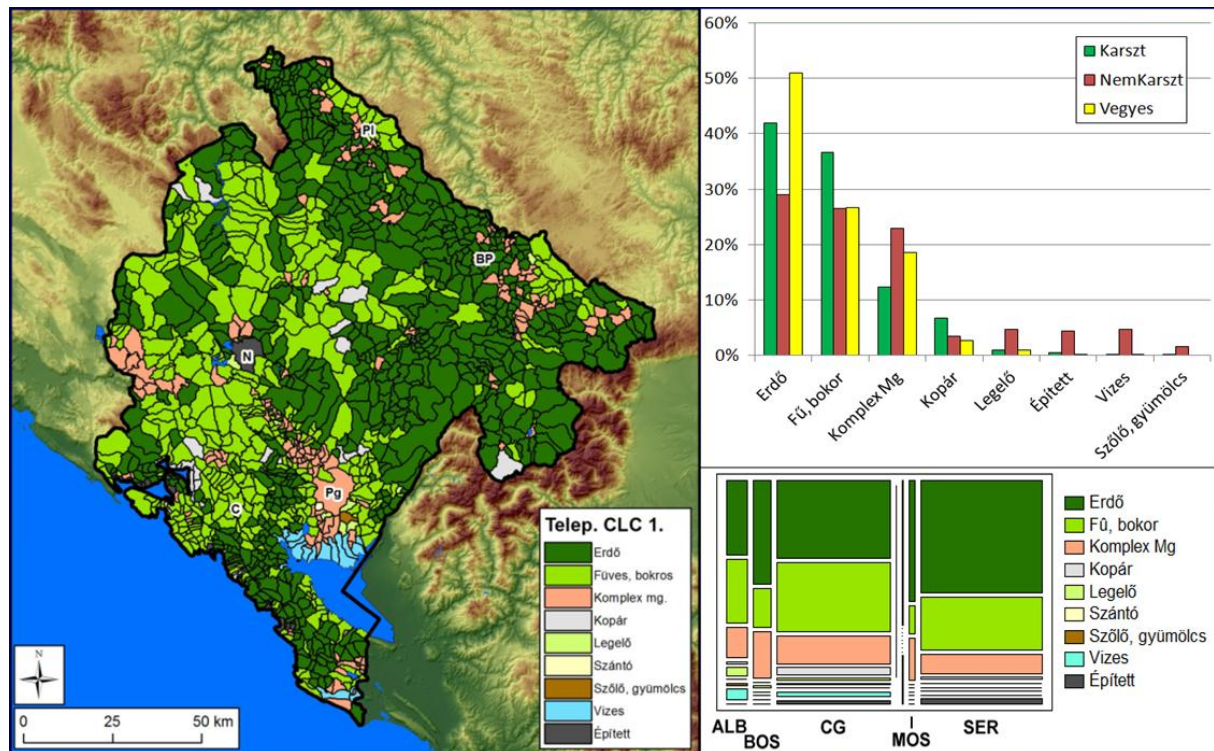 Pl
BP
N
Pg
C
Telep. CLC 1.
Erdő
Füves, bokros
Komplex mg.
Kopár
Legelő
Szántó
Szőlő, gyümölcs
Vizes
Épített
N
0 25 50 km
60%
50%
40%
30%
20%
10%
0%
Karszt
NemKarszt
Vegyes
Erdő
Fű, bokor
Komplex Mg
Kopár
Legelő
Épített
Vizes
Szőlő, gyümölcs
Erdő
Fû, bokor
Komplex Mg
Kopár
Legelő
Szántó
Szőlő, gyümölcs
Vizes
Épített
ALB
BOS
CG
I
MOS
SER